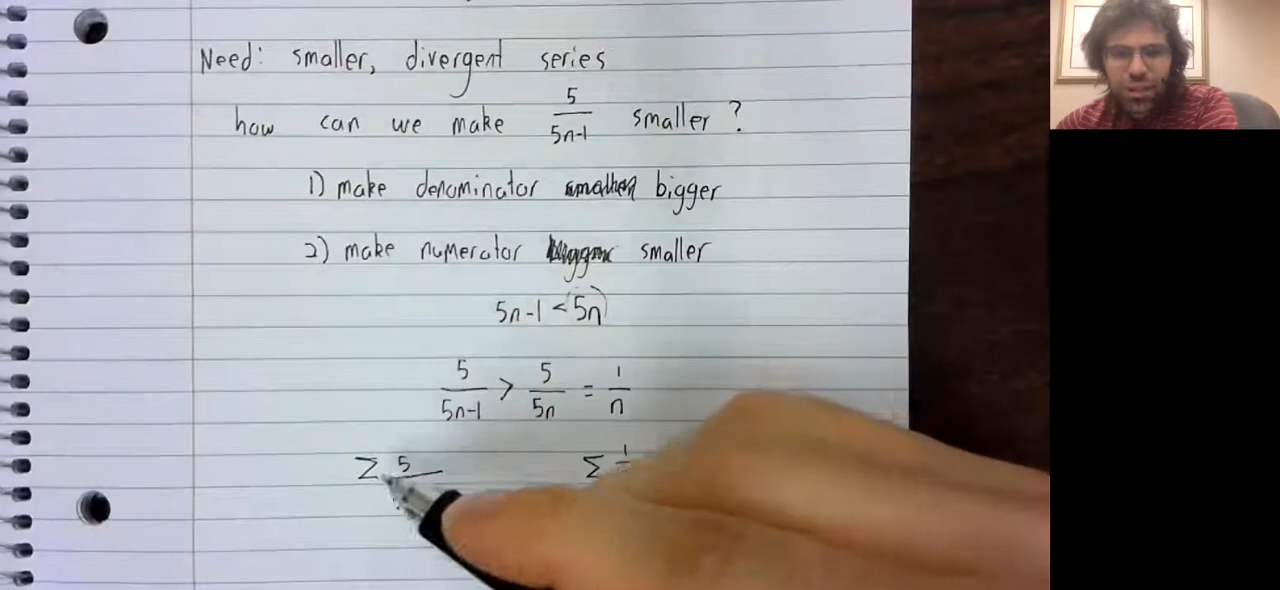 Need: smaller, divergent series
how can we make 5/(5n-1) smaller?
1) make denominator smaller bigger
2) make numerator bigger smaller
5n-1 < 5n
5/(5n-1) > 5/5n = 1/n
Σ 5 Σ 1